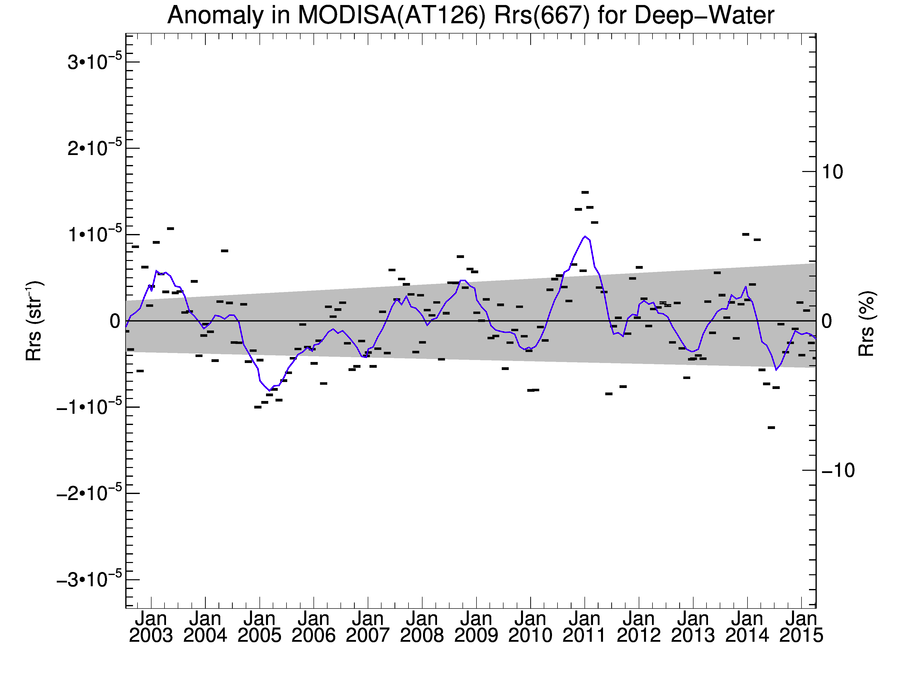 Anomaly in MODISA(AT126) Rrs(667) for Deep−Water
3•10⁻⁵
2•10⁻⁵
1•10⁻⁵
0
−1•10⁻⁵
−2•10⁻⁵
−3•10⁻⁵
Rrs (str⁻¹)
10
0
−10
Rrs (%)
Jan Jan Jan Jan Jan Jan Jan Jan Jan Jan Jan Jan Jan
2003 2004 2005 2006 2007 2008 2009 2010 2011 2012 2013 2014 2015